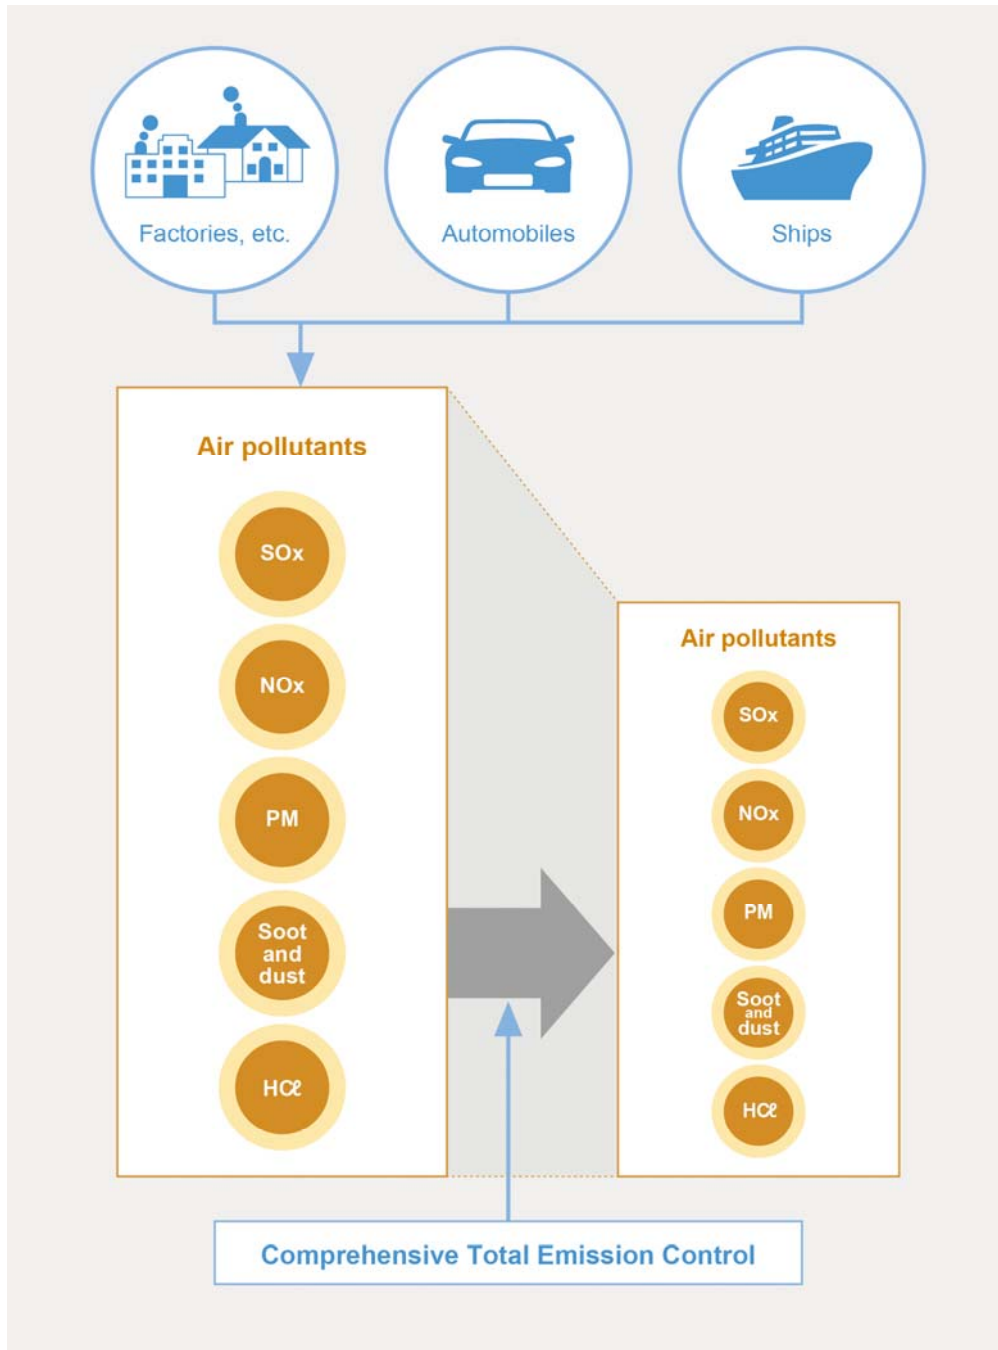 Factories, etc.
Automobiles
Ships
Air pollutants
SOx
NOx
PM
Soot
and
dust
HCℓ
Air pollutants
SOx
NOx
PM
Soot
and
dust
HCℓ
Comprehensive Total Emission Control